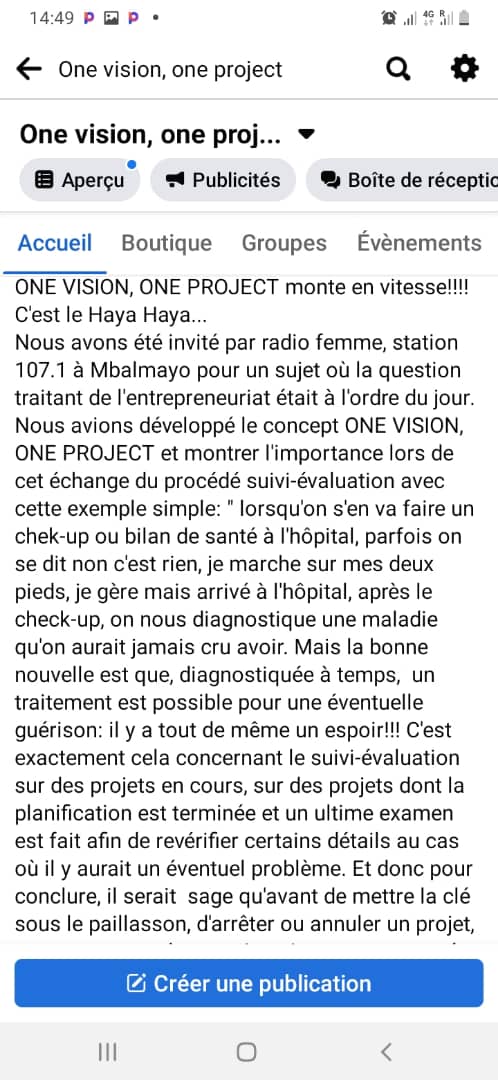 14:49
4G R
One vision, one project
One vision, one proj...
Aperçu
Publicités
Boîte de réceptio
Accueil
Boutique
Groupes
Évènements
ONE VISION, ONE PROJECT monte en vitesse!!!!
C'est le Haya Haya...
Nous avons été invité par radio femme, station
107.1 à Mbalmayo pour un sujet où la question
traitant de l'entrepreneuriat était à l'ordre du jour.
Nous avions développé le concept ONE VISION,
ONE PROJECT et montrer l'importance lors de
cet échange du procédé suivi-évaluation avec
cette exemple simple: " lorsqu'on s'en va faire un
chek-up ou bilan de santé à l'hôpital, parfois on
se dit non c'est rien, je marche sur mes deux
pieds, je gère mais arrivé à l'hôpital, après le
check-up, on nous diagnostique une maladie
qu'on aurait jamais cru avoir. Mais la bonne
nouvelle est que, diagnostiquée à temps,  un
traitement est possible pour une éventuelle
guérison: il y a tout de même un espoir!!! C'est
exactement cela concernant le suivi-évaluation
sur des projets en cours, sur des projets dont la
planification est terminée et un ultime examen
est fait afin de revérifier certains détails au cas
où il y aurait un éventuel problème. Et donc pour
conclure, il serait  sage qu'avant de mettre la clé
sous le paillasson, d'arrêter ou annuler un projet,
Créer une publication